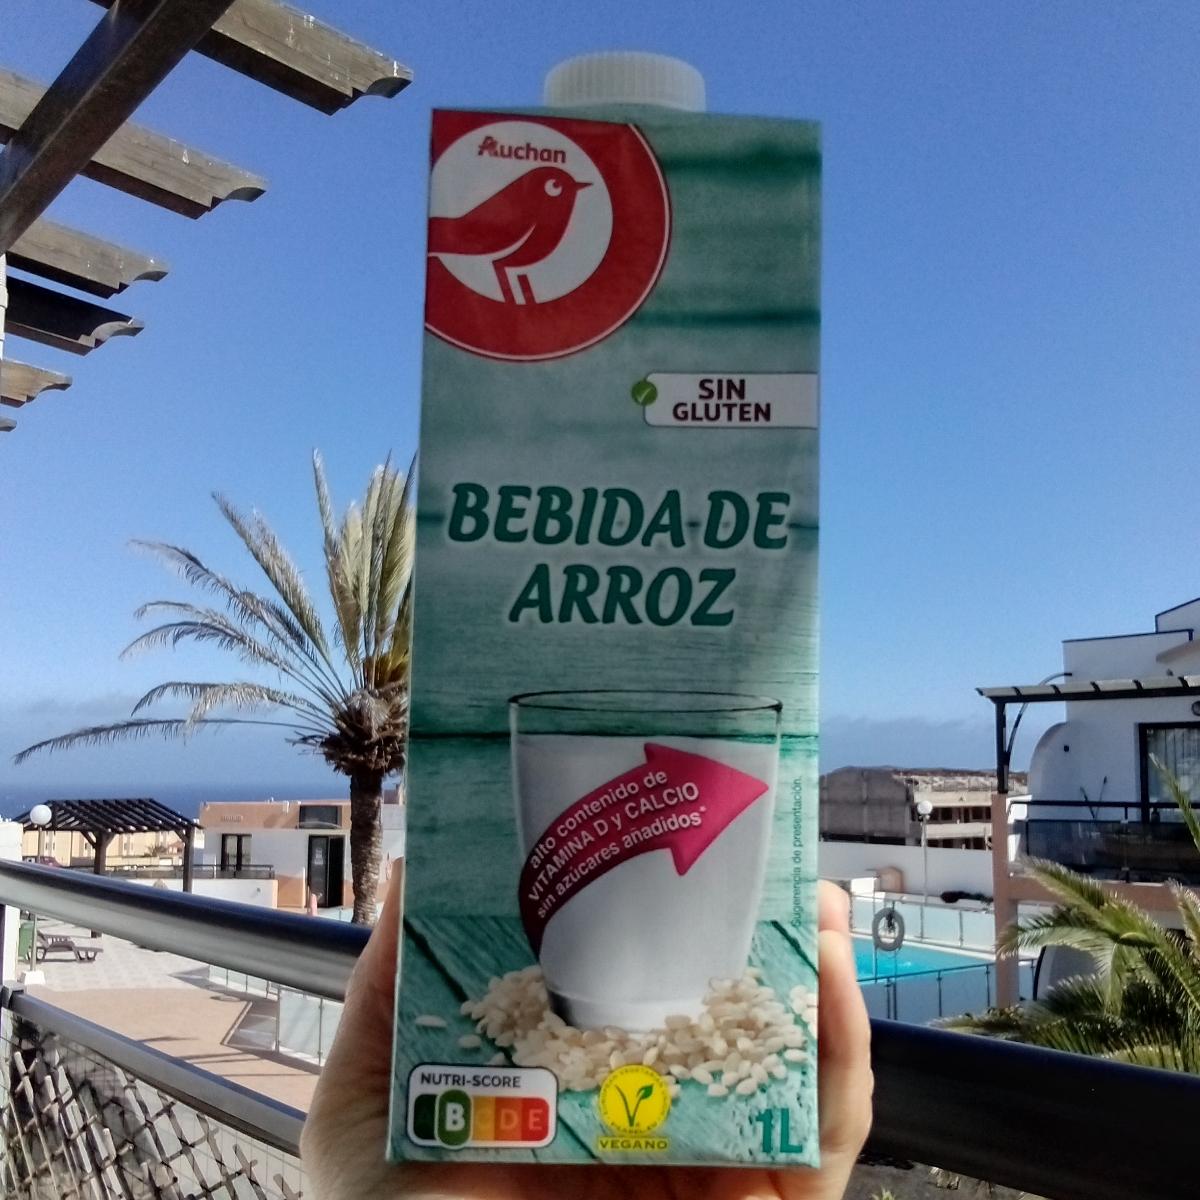 Auchan
SIN
GLUTEN
BEBIDA DE
ARROZ
alto contenido de
VITAMINA D y CALCIO
sin azúcares añadidos*
Sugerencia de presentación.
NUTRI-SCORE
A B C D E
VEGANO
1L